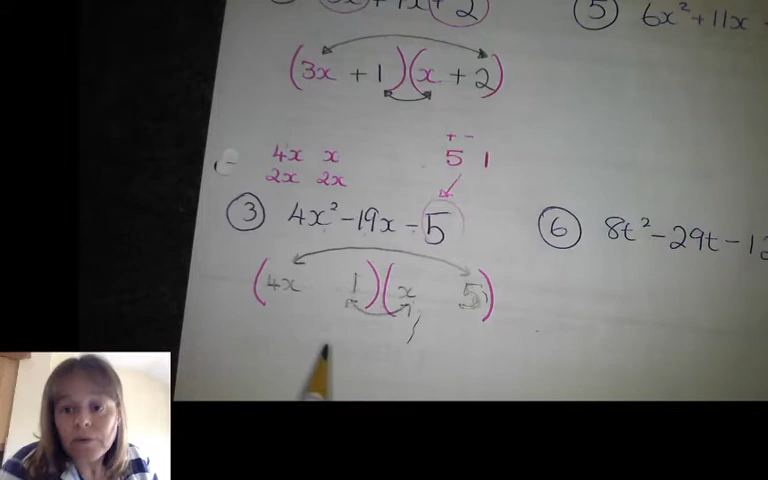 + 2
⑤ 6x² + 11x
(3x + 1)(x + 2)
+ −
4x x 5 1
2x 2x
③ 4x² − 19x − 5
⑥ 8t² − 29t − 1
(4x 1)(x 5)